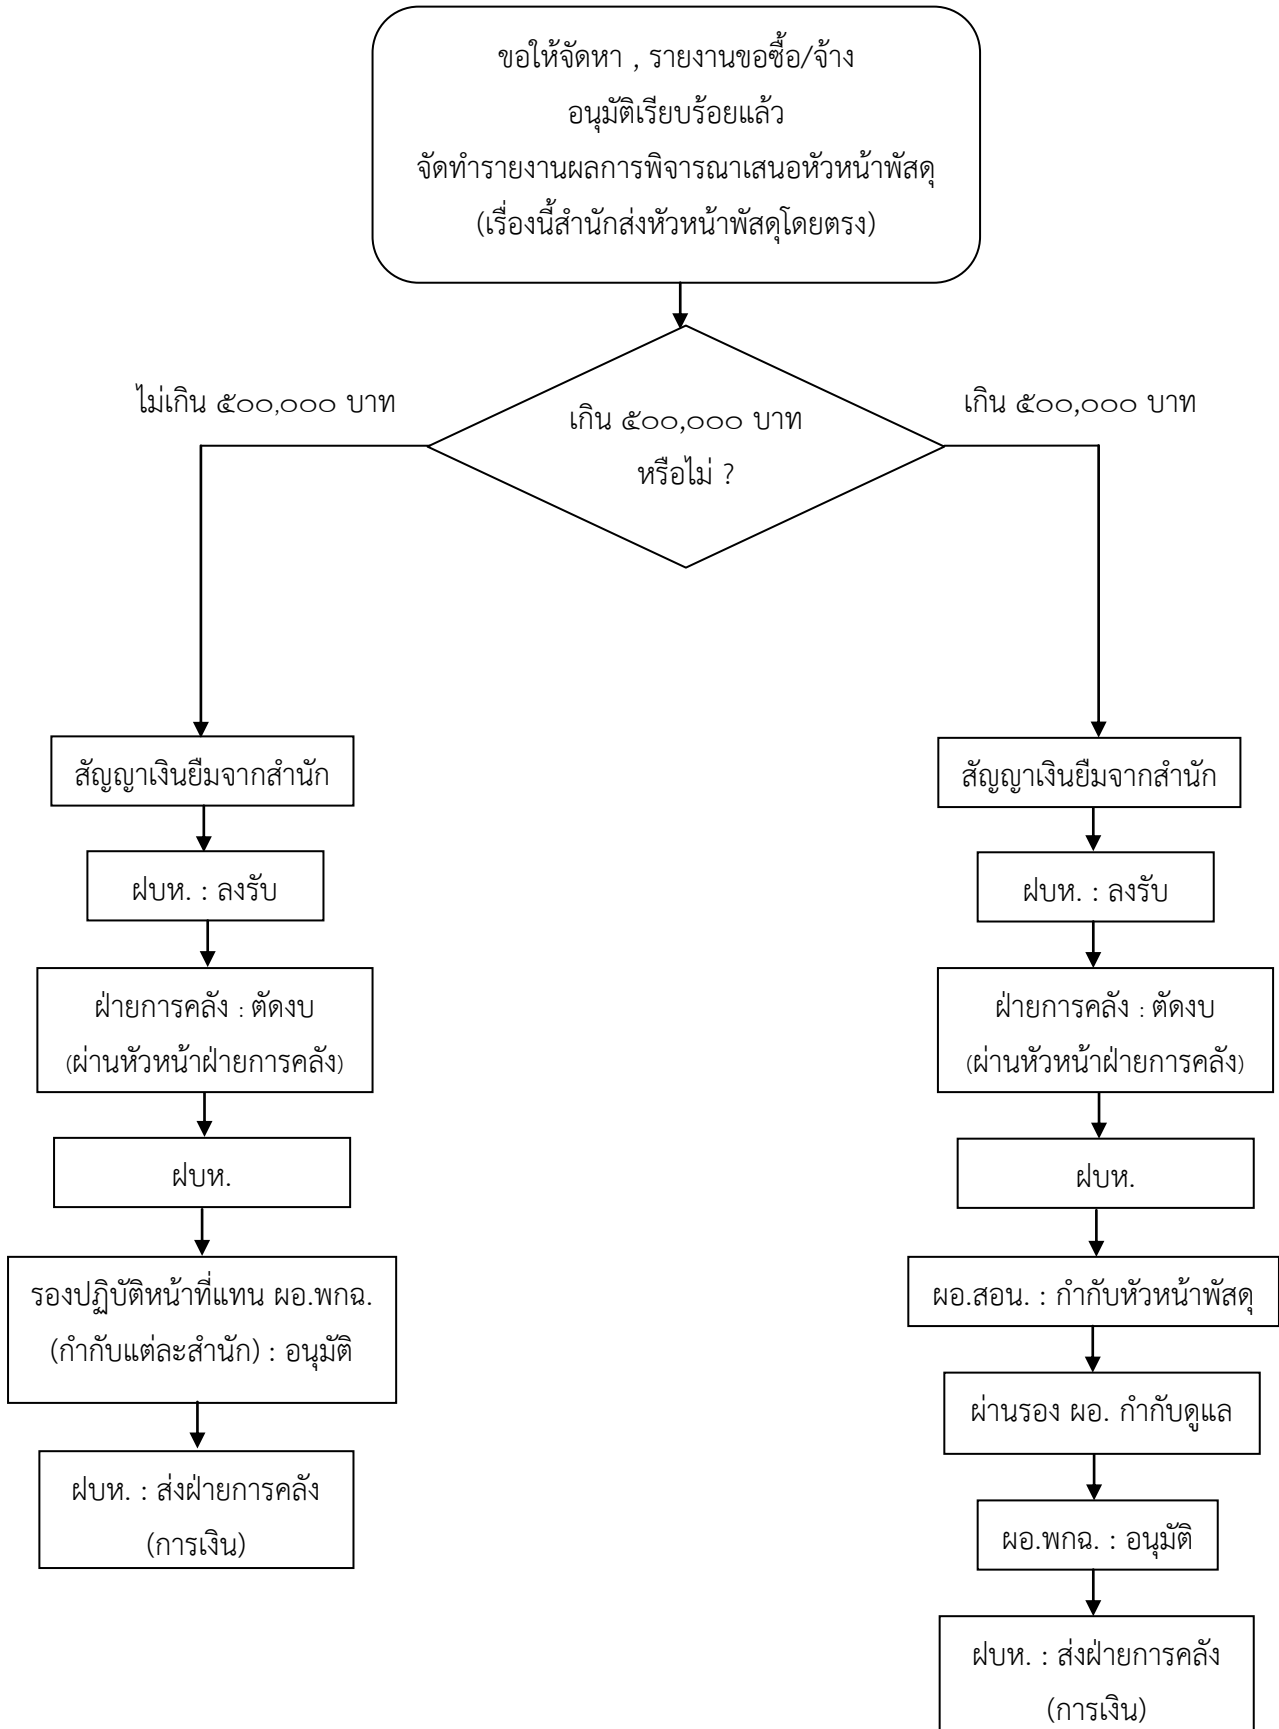 ขอให้จัดหา , รายงานขอซื้อ/จ้าง
อนุมัติเรียบร้อยแล้ว
จัดทำรายงานผลการพิจารณาเสนอหัวหน้าพัสดุ
(เรื่องนี้สำนักส่งหัวหน้าพัสดุโดยตรง)
เกิน ๕๐๐,๐๐๐ บาท
หรือไม่ ?
ไม่เกิน ๕๐๐,๐๐๐ บาท
สัญญาเงินยืมจากสำนัก
ฝบห. : ลงรับ
ฝ่ายการคลัง : ตัดงบ
(ผ่านหัวหน้าฝ่ายการคลัง)
ฝบห.
รองปฏิบัติหน้าที่แทน ผอ.พกฉ.
(กำกับแต่ละสำนัก) : อนุมัติ
ฝบห. : ส่งฝ่ายการคลัง
(การเงิน)
เกิน ๕๐๐,๐๐๐ บาท
สัญญาเงินยืมจากสำนัก
ฝบห. : ลงรับ
ฝ่ายการคลัง : ตัดงบ
(ผ่านหัวหน้าฝ่ายการคลัง)
ฝบห.
ผอ.สอน. : กำกับหัวหน้าพัสดุ
ผ่านรอง ผอ. กำกับดูแล
ผอ.พกฉ. : อนุมัติ
ฝบห. : ส่งฝ่ายการคลัง
(การเงิน)